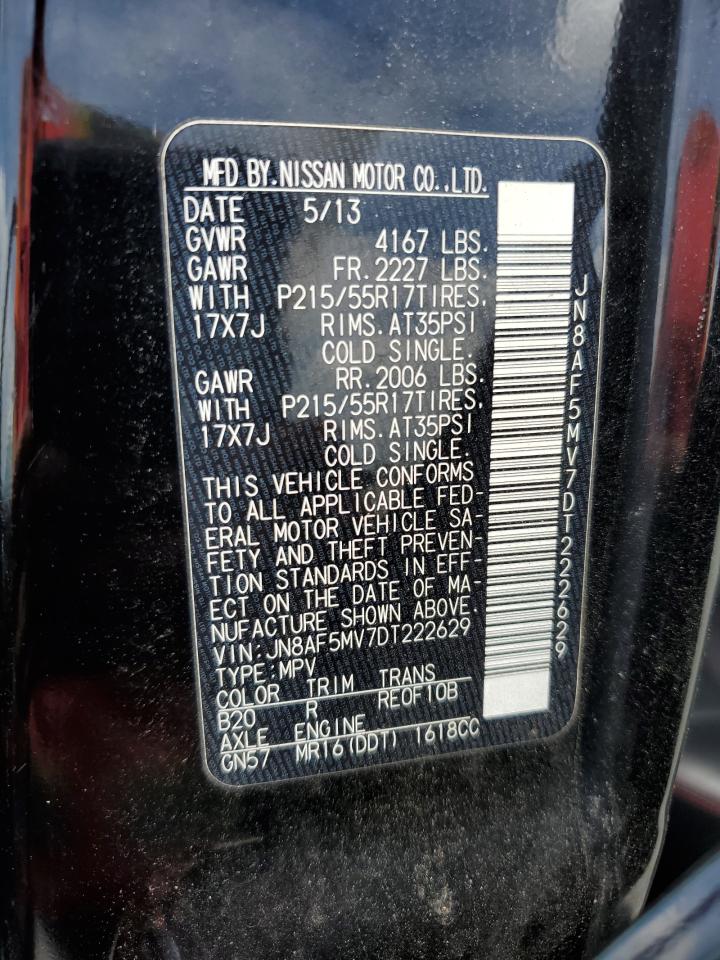 MFD BY.NISSAN MOTOR CO.,LTD.
DATE 5/13
GVWR 4167 LBS.
GAWR FR.2227 LBS.
WITH P215/55R17TIRES,
17X7J RIMS.AT35PSI
COLD SINGLE.
GAWR RR.2006 LBS.
WITH P215/55R17TIRES,
17X7J RIMS.AT35PSI
COLD SINGLE.
THIS VEHICLE CONFORMS
TO ALL APPLICABLE FED-
ERAL MOTOR VEHICLE SA-
FETY AND THEFT PREVEN-
TION STANDARDS IN EFF-
ECT ON THE DATE OF MA-
NUFACTURE SHOWN ABOVE.
VIN:JN8AF5MV7DT222629
TYPE:MPV
COLOR TRIM TRANS
B20 R REOF10B
AXLE ENGINE
GN57 MR16(DDT) 1618CC
JN8AF5MV7DT222629